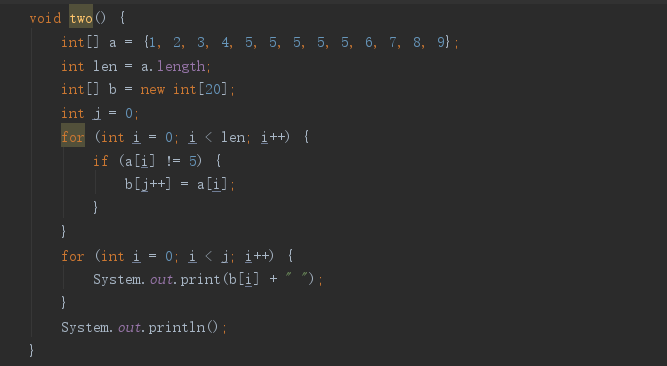 void two() {
    int[] a = {1, 2, 3, 4, 5, 5, 5, 5, 5, 6, 7, 8, 9};
    int len = a.length;
    int[] b = new int[20];
    int j = 0;
    for (int i = 0; i < len; i++) {
        if (a[i] != 5) {
            b[j++] = a[i];
        }
    }
    for (int i = 0; i < j; i++) {
        System.out.print(b[i] + " ");
    }
    System.out.println();
}